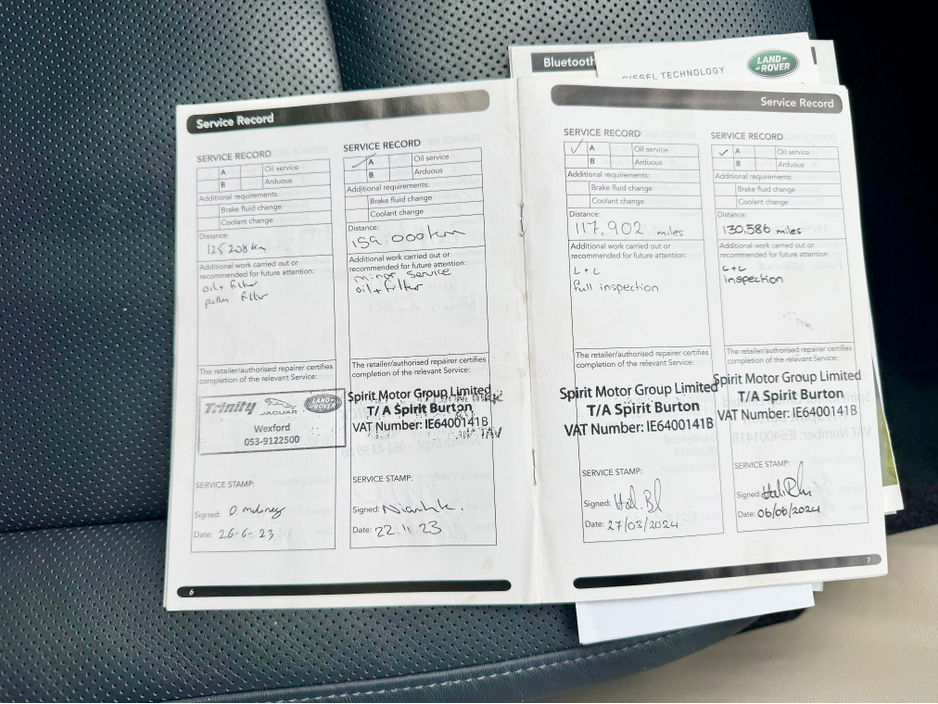 Bluetooth
DIESEL TECHNOLOGY
LAND ROVER
Service Record
SERVICE RECORD
A Oil service
B Arduous
Additional requirements:
Brake fluid change
Coolant change
Distance:
125208 km
Additional work carried out or
recommended for future attention:
oil + filter
pollen filter
The retailer/authorised repairer certifies
completion of the relevant Service:
Trinity JAGUAR LAND ROVER
Wexford
053-9122500
SERVICE STAMP:
Signed:
Date: 26-6-23
6
SERVICE RECORD
✓ A Oil service
B Arduous
Additional requirements:
Brake fluid change
Coolant change
Distance:
159.000km
Additional work carried out or
recommended for future attention:
minor service
oil + filter
The retailer/authorised repairer certifies
completion of the relevant Service:
Spirit Motor Group Limited
T/A Spirit Burton
VAT Number: IE6400141B
SERVICE STAMP:
Signed:
Date: 22.11.23
Service Record
SERVICE RECORD
✓ A Oil service
B Arduous
Additional requirements:
Brake fluid change
Coolant change
Distance:
117,902 miles
Additional work carried out or
recommended for future attention:
L+L
full inspection
The retailer/authorised repairer certifies
completion of the relevant Service:
Spirit Motor Group Limited
T/A Spirit Burton
VAT Number: IE6400141B
SERVICE STAMP:
Signed:
Date: 27/03/2024
SERVICE RECORD
✓ A Oil service
B Arduous
Additional requirements:
Brake fluid change
Coolant change
Distance:
130,586 miles
Additional work carried out or
recommended for future attention:
L+L
inspection
The retailer/authorised repairer certifies
completion of the relevant Service:
Spirit Motor Group Limited
T/A Spirit Burton
VAT Number: IE6400141B
SERVICE STAMP:
Signed:
Date: 06/06/2024
7